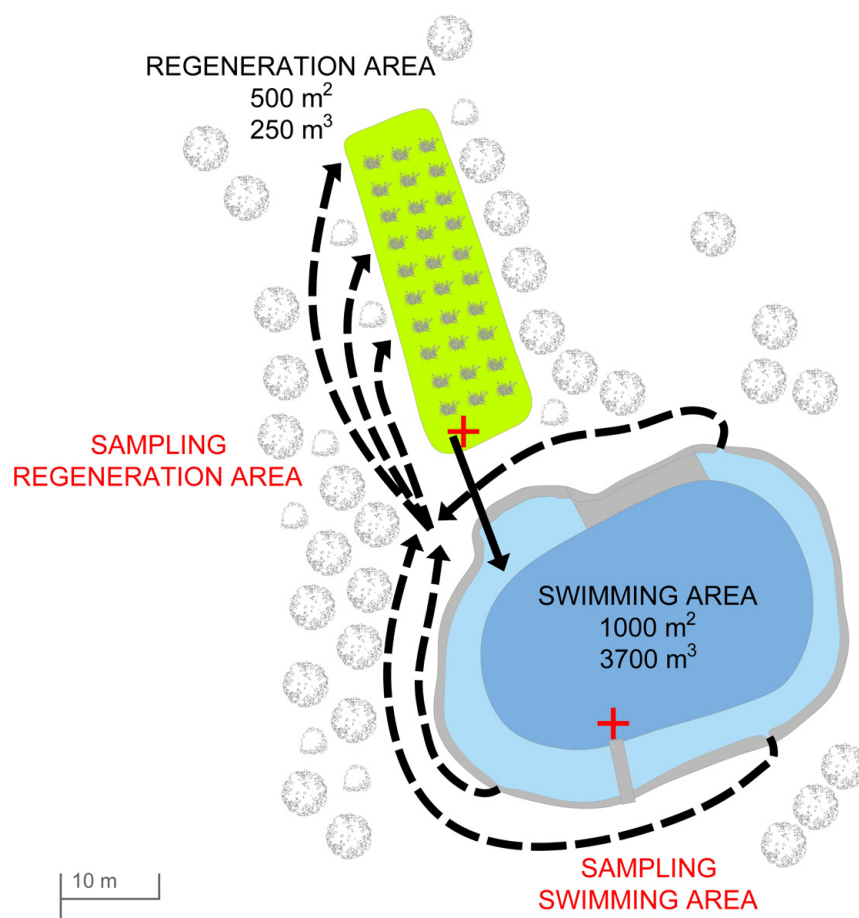 REGENERATION AREA
500 m²
250 m³
SAMPLING
REGENERATION AREA
SWIMMING AREA
1000 m²
3700 m³
10 m
SAMPLING
SWIMMING AREA